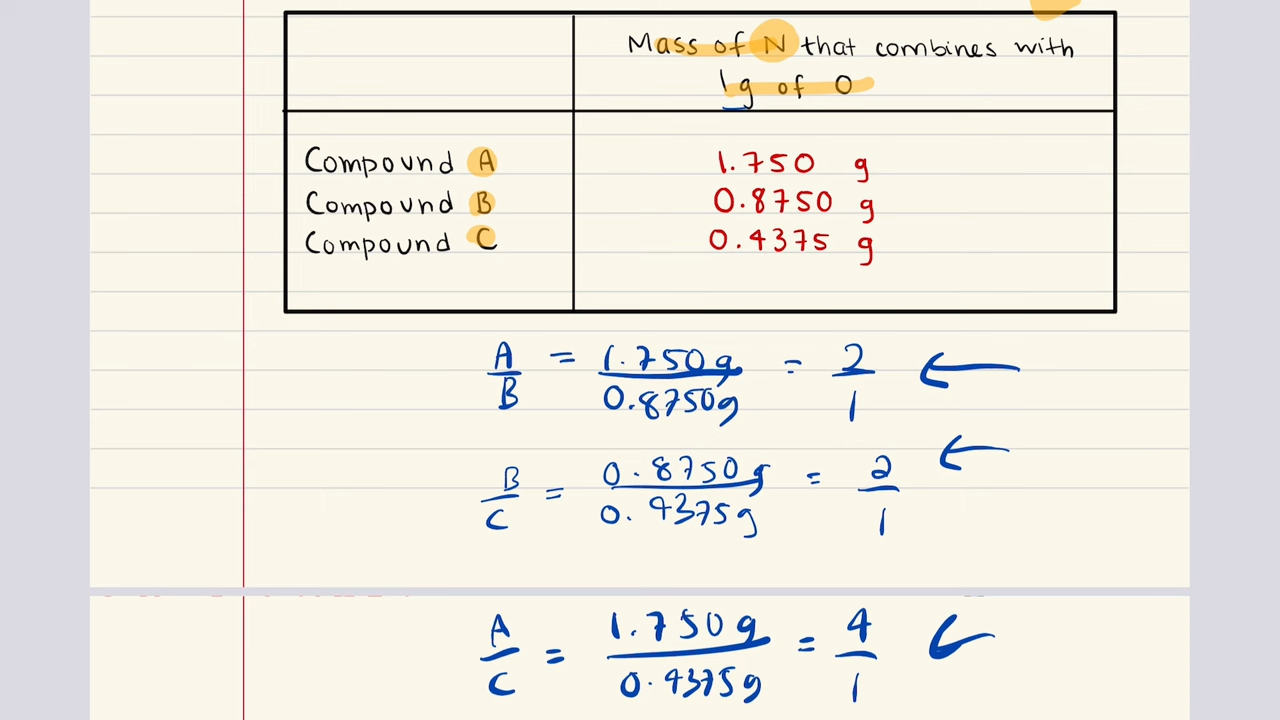 Mass of N that combines with
1g of O
Compound A 1.750 g
Compound B 0.8750 g
Compound C 0.4375 g
A/B = 1.750g/0.8750g = 2/1 ←
B/C = 0.8750g/0.4375g = 2/1 ←
A/C = 1.750g/0.4375g = 4/1 ←